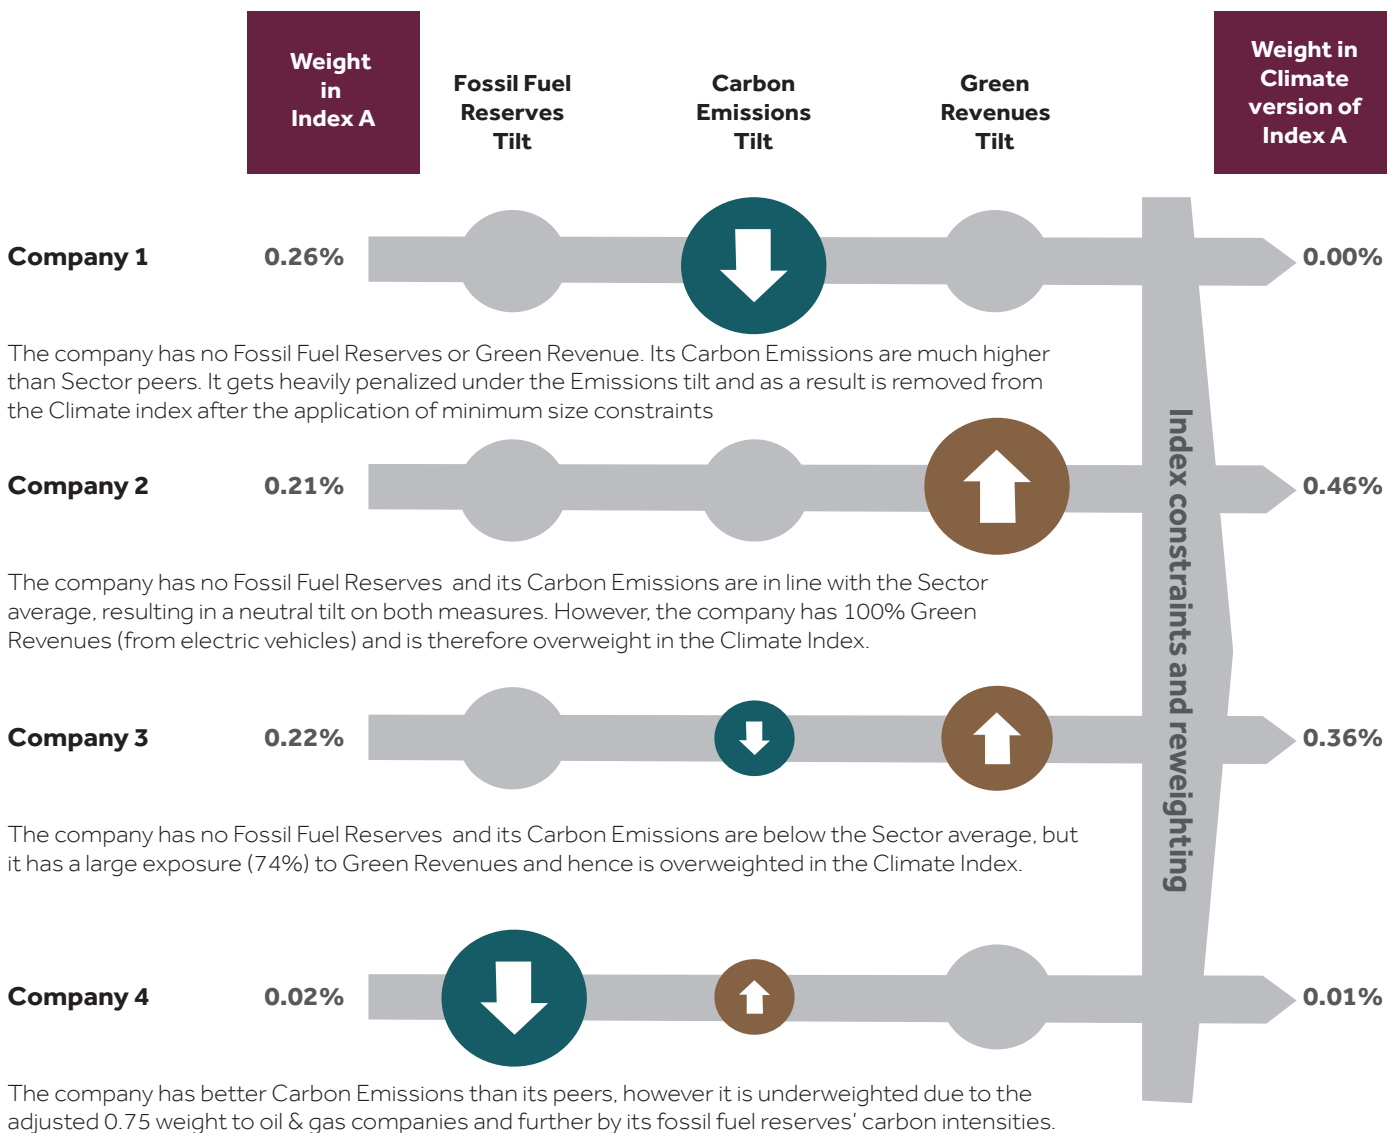 Weight
in
Index A
Fossil Fuel
Reserves
Tilt
Carbon
Emissions
Tilt
Green
Revenues
Tilt
Weight in
Climate
version of
Index A
Company 1
0.26%
0.00%
The company has no Fossil Fuel Reserves or Green Revenue. Its Carbon Emissions are much higher
than Sector peers. It gets heavily penalized under the Emissions tilt and as a result is removed from
the Climate index after the application of minimum size constraints
Company 2
0.21%
0.46%
The company has no Fossil Fuel Reserves and its Carbon Emissions are in line with the Sector
average, resulting in a neutral tilt on both measures. However, the company has 100% Green
Revenues (from electric vehicles) and is therefore overweight in the Climate Index.
Company 3
0.22%
0.36%
The company has no Fossil Fuel Reserves and its Carbon Emissions are below the Sector average, but
it has a large exposure (74%) to Green Revenues and hence is overweighted in the Climate Index.
Company 4
0.02%
0.01%
The company has better Carbon Emissions than its peers, however it is underweighted due to the
adjusted 0.75 weight to oil & gas companies and further by its fossil fuel reserves' carbon intensities.
Index constraints and reweighting